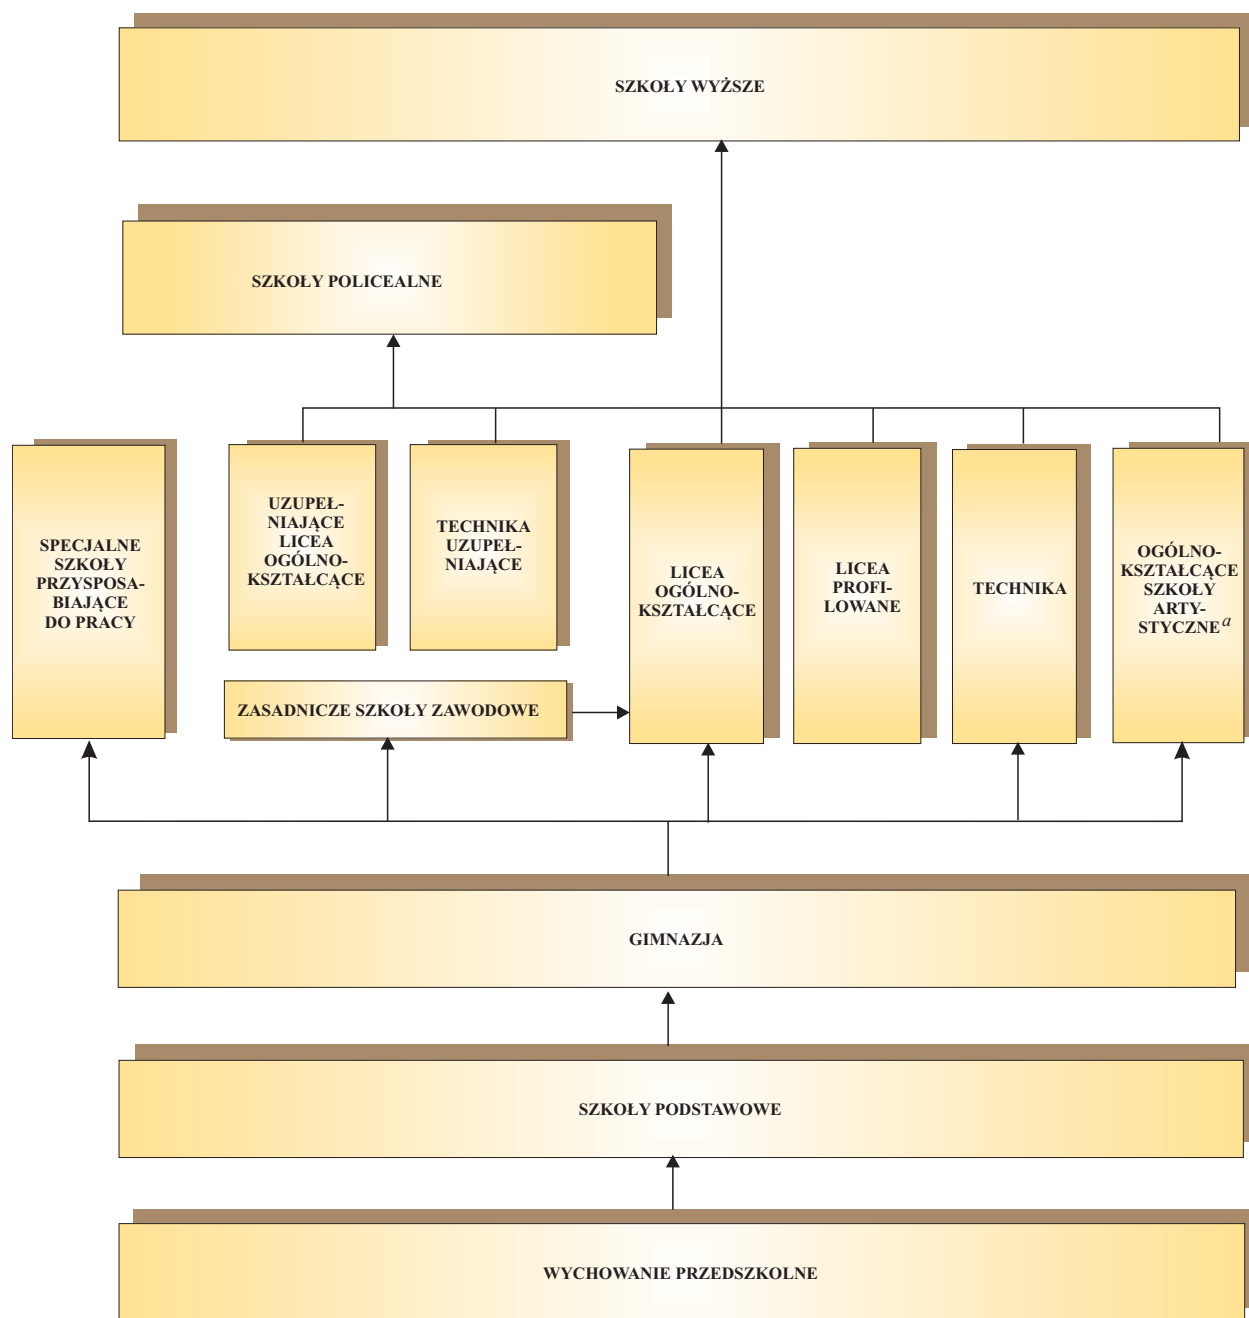 SZKOŁY WYŻSZE
SZKOŁY POLICEALNE
SPECJALNE
SZKOŁY
PRZYSPOSA-
BIAJĄCE
DO PRACY
UZUPEŁ-
NIAJĄCE
LICEA
OGÓLNO-
KSZTAŁCĄCE
TECHNIKA
UZUPEŁ-
NIAJĄCE
LICEA
OGÓLNO-
KSZTAŁCĄCE
LICEA
PROFI-
LOWANE
TECHNIKA
OGÓLNO-
KSZTAŁCĄCE
SZKOŁY
ARTY-
STYCZNE a
ZASADNICZE SZKOŁY ZAWODOWE
GIMNAZJA
SZKOŁY PODSTAWOWE
WYCHOWANIE PRZEDSZKOLNE